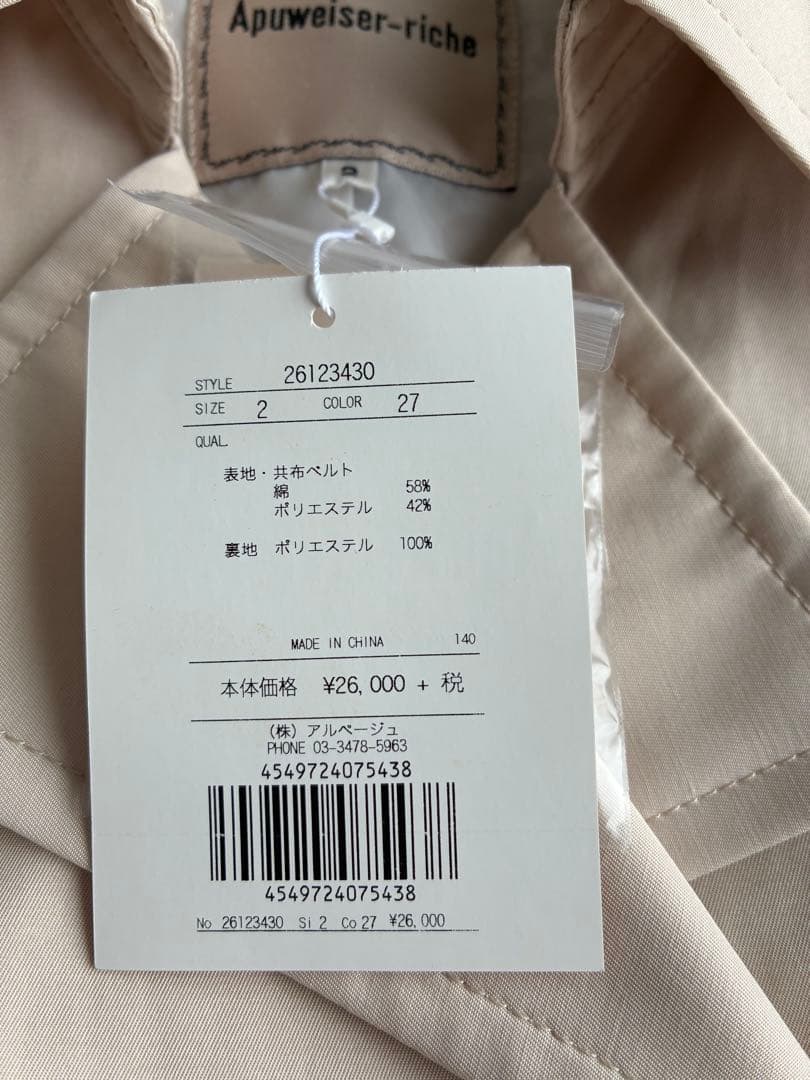 Apuweiser-riche
2
STYLE 26123430
SIZE 2 COLOR 27
QUAL.
表地・共布ベルト
綿 58%
ポリエステル 42%
裏地 ポリエステル 100%
MADE IN CHINA 140
本体価格 ¥26,000 + 税
(株) アルページュ
PHONE 03-3478-5963
4549724075438
4549724075438
No 26123430 Si 2 Co 27 ¥26,000